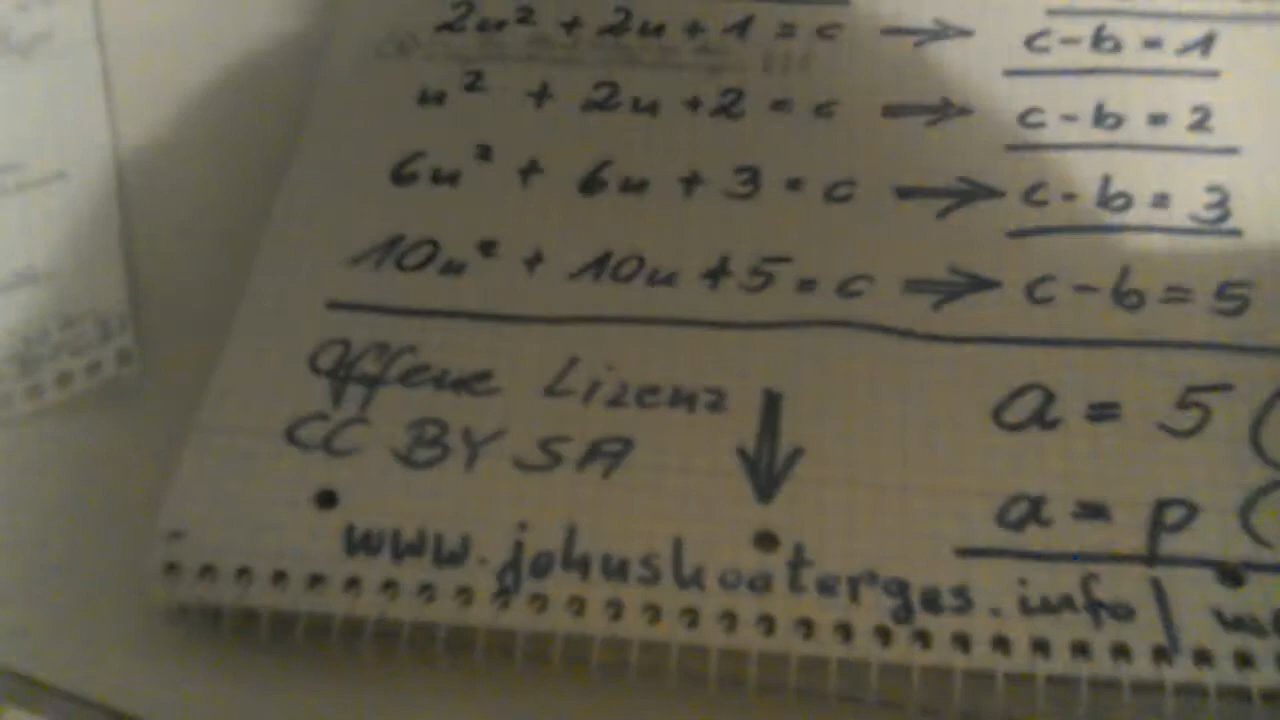 2u² + 2u + 1 = c → c - b = 1
u² + 2u + 2 = c → c - b = 2
6u² + 6u + 3 = c → c - b = 3
10u² + 10u + 5 = c → c - b = 5
Offene Lizenz ↓
CC BY SA
a = 5 (
a = p (
www.johuskooterges.info |